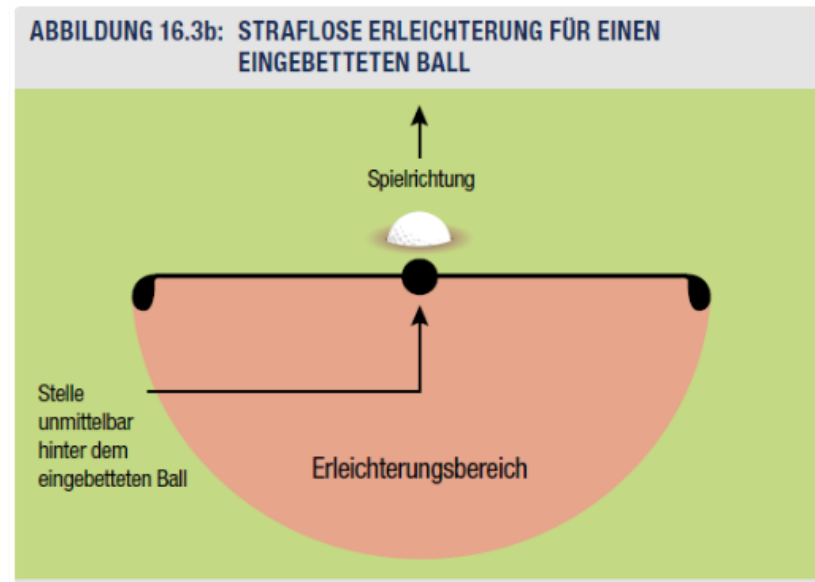 ABBILDUNG 16.3b: STRAFLOSE ERLEICHTERUNG FÜR EINEN
EINGEBETTETEN BALL
Spielrichtung
Stelle
unmittelbar
hinter dem
eingebetteten Ball
Erleichterungsbereich